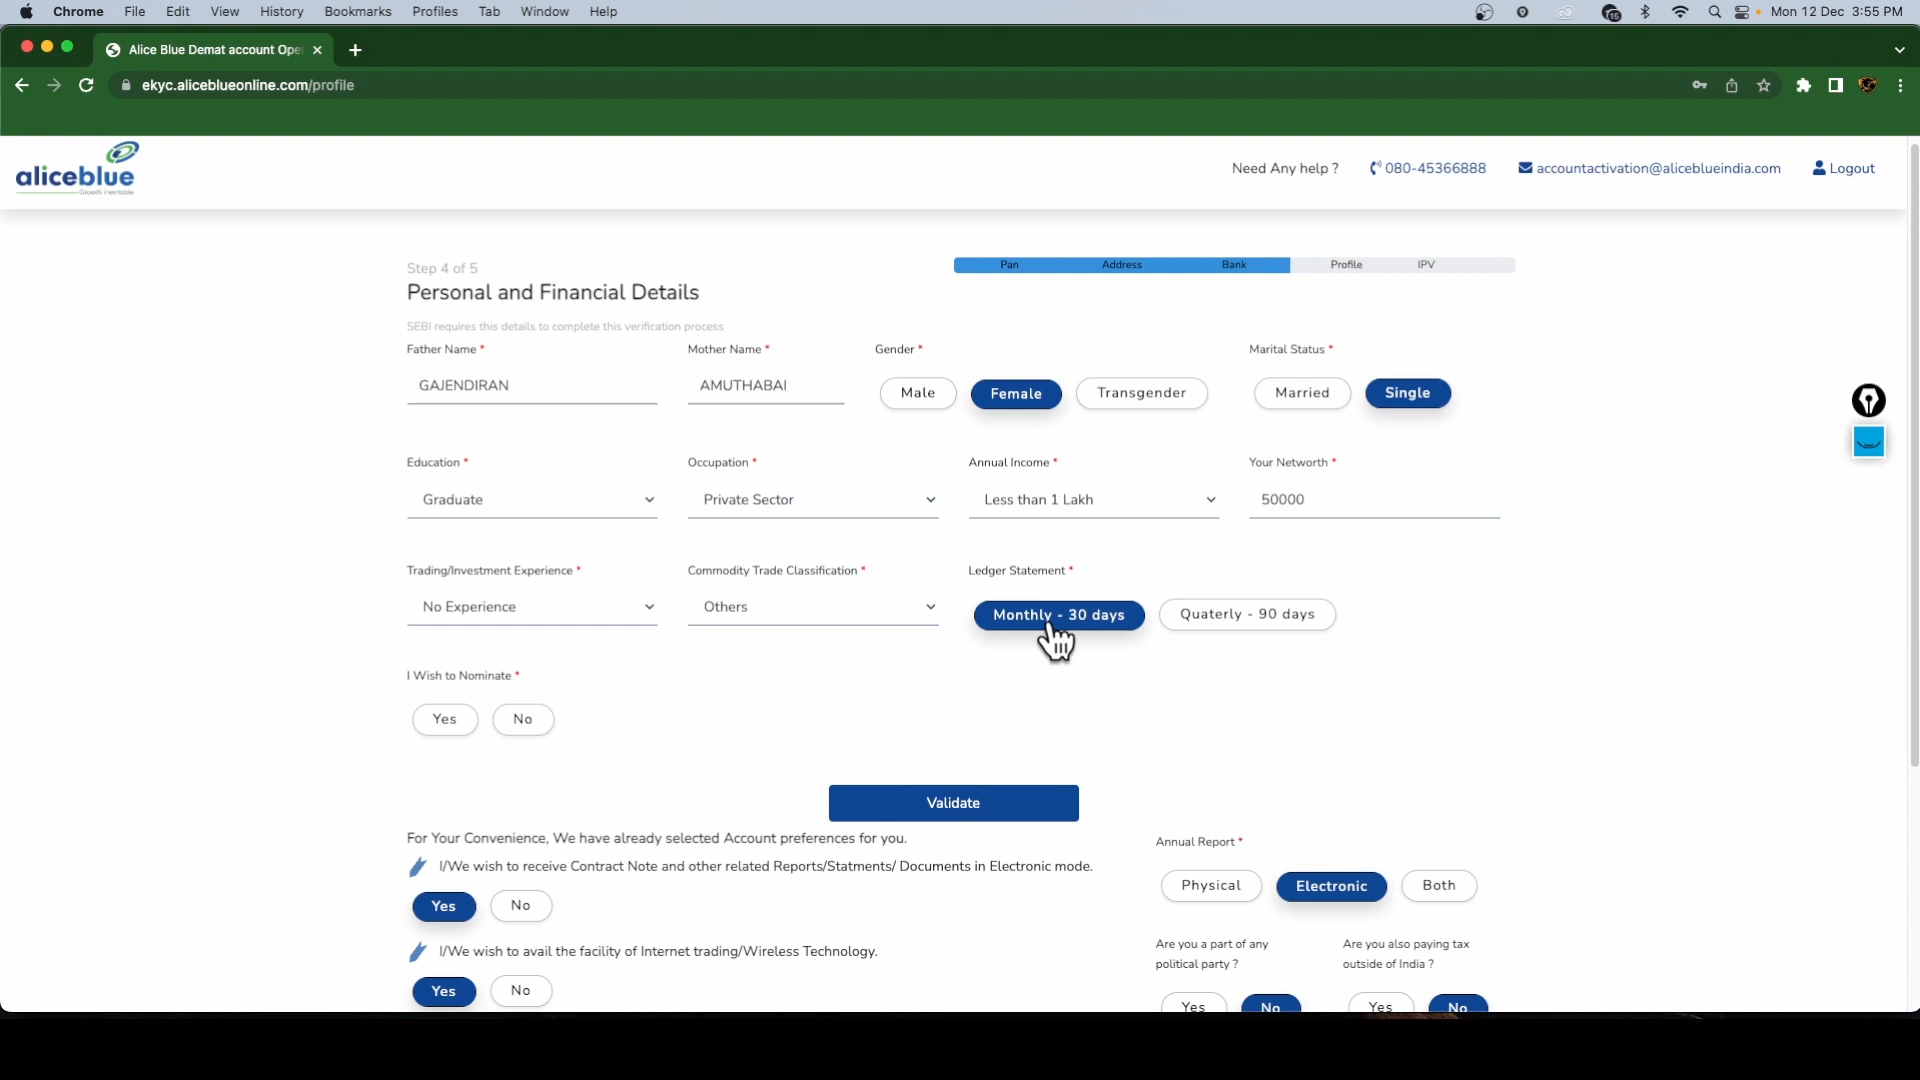 Chrome File Edit View History Bookmarks Profiles Tab Window Help
15
Mon 12 Dec 3:55 PM
Alice Blue Demat account Ope
ekyc.aliceblueonline.com/profile
aliceblue
Growth Inevitable
Need Any help ?
080-45366888
accountactivation@aliceblueindia.com
Logout
Step 4 of 5
Pan Address Bank Profile IPV
Personal and Financial Details
SEBI requires this details to complete this verification process
Father Name * Mother Name * Gender * Marital Status *
GAJENDIRAN AMUTHABAI Male Female Transgender Married Single
Education * Occupation * Annual Income * Your Networth *
Graduate Private Sector Less than 1 Lakh 50000
Trading/Investment Experience * Commodity Trade Classification * Ledger Statement *
No Experience Others Monthly - 30 days Quaterly - 90 days
I Wish to Nominate *
Yes No
Validate
For Your Convenience, We have already selected Account preferences for you.
Annual Report *
I/We wish to receive Contract Note and other related Reports/Statments/ Documents in Electronic mode.
Physical Electronic Both
Yes No
I/We wish to avail the facility of Internet trading/Wireless Technology.
Yes No
Are you a part of any
political party ?
Are you also paying tax
outside of India ?
Yes No Yes No